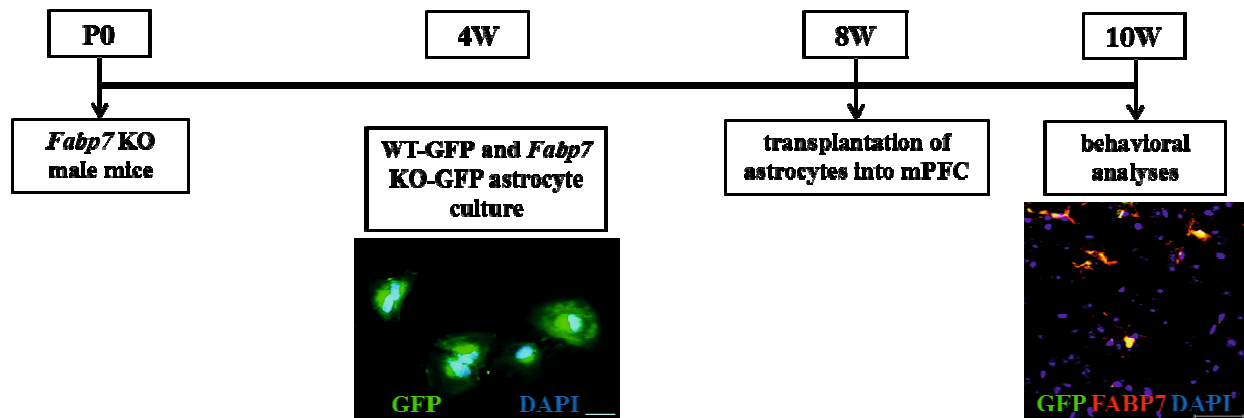 P0
4W
8W
10W
Fabp7 KO
male mice
WT-GFP and Fabp7
KO-GFP astrocyte
culture
transplantation of
astrocytes into mPFC
behavioral
analyses
GFP DAPI
GFP FABP7 DAPI